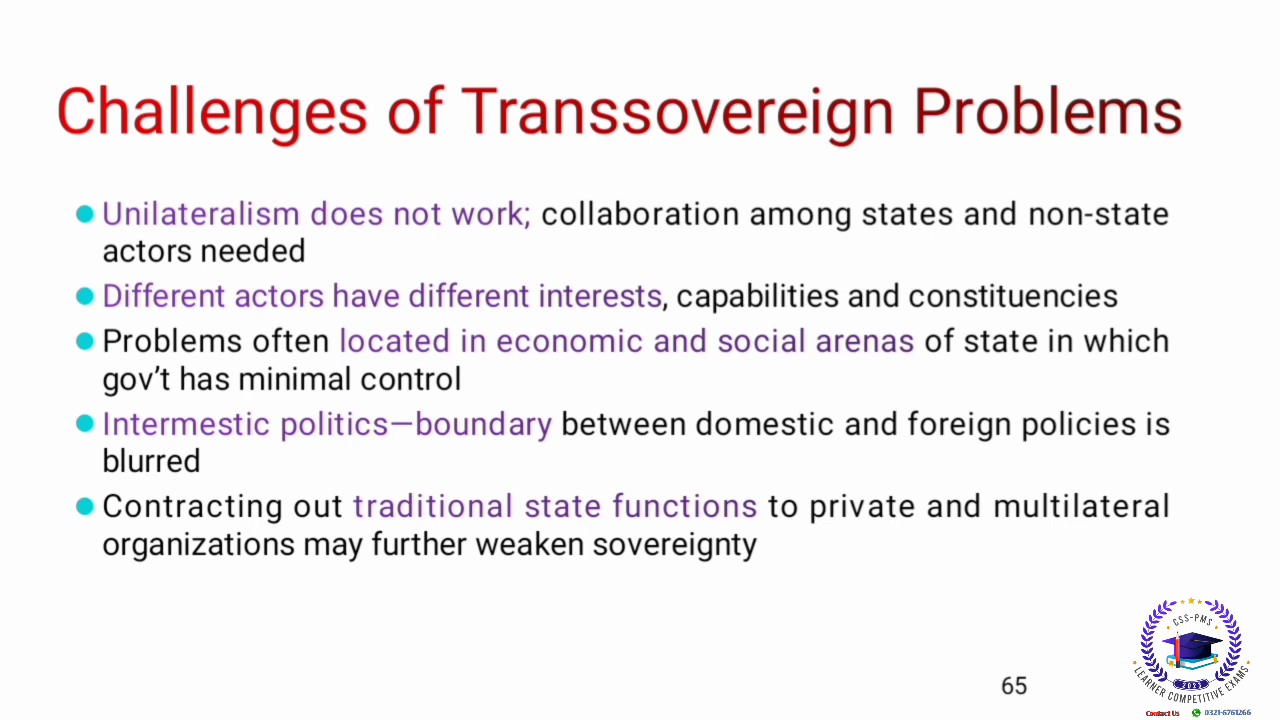 Challenges of Transsovereign Problems
Unilateralism does not work; collaboration among states and non-state
actors needed
Different actors have different interests, capabilities and constituencies
Problems often located in economic and social arenas of state in which
gov't has minimal control
Intermestic politics—boundary between domestic and foreign policies is
blurred
Contracting out traditional state functions to private and multilateral
organizations may further weaken sovereignty
65
CSS-PMS
2023
LEARNER COMPETITIVE EXAMS
Contact Us 0321-6761266